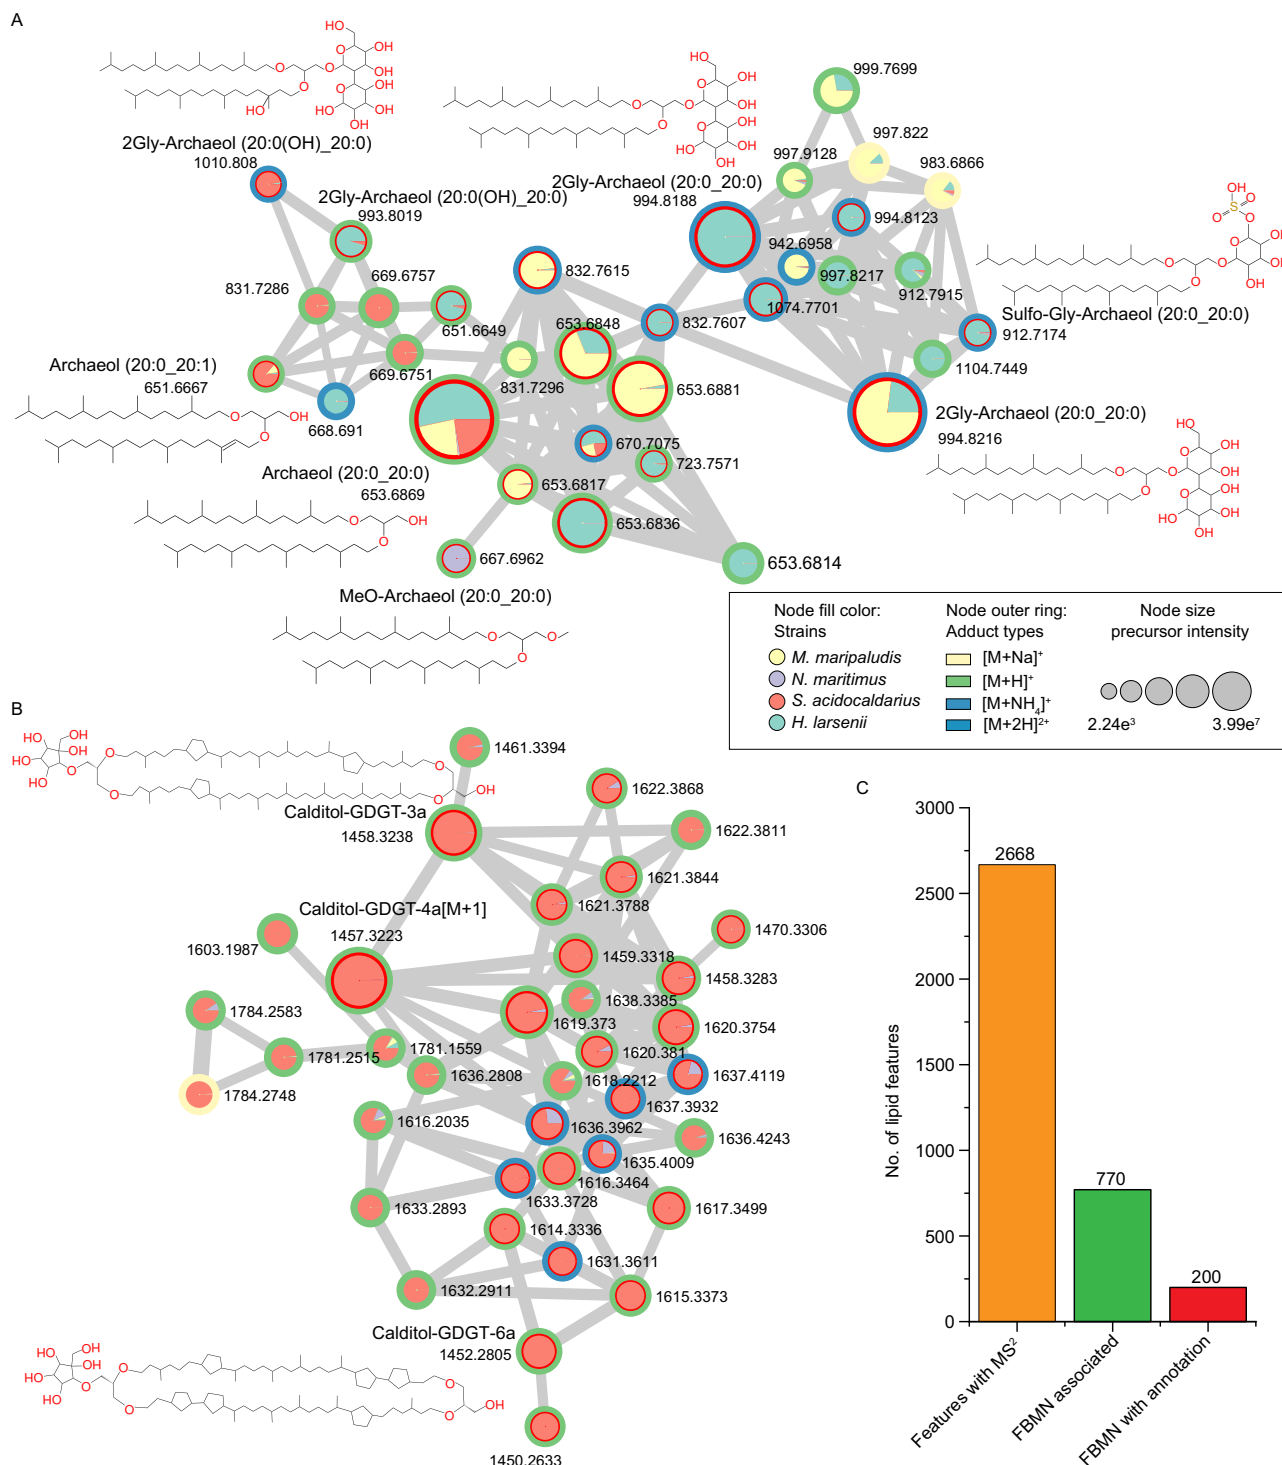 A
2Gly-Archaeol (20:0(OH)_20:0)
1010.808
2Gly-Archaeol (20:0(OH)_20:0)
993.8019
2Gly-Archaeol (20:0_20:0)
994.8188
999.7699
997.822
997.9128
983.6866
994.8123
942.6958
997.8217
912.7915
1074.7701
Sulfo-Gly-Archaeol (20:0_20:0)
912.7174
1104.7449
2Gly-Archaeol (20:0_20:0)
994.8216
669.6757
831.7286
651.6649
832.7615
832.7607
653.6848
653.6881
831.7296
669.6751
668.691
Archaeol (20:0_20:1)
651.6667
Archaeol (20:0_20:0)
653.6869
670.7075
723.7571
653.6817
653.6836
653.6814
667.6962
MeO-Archaeol (20:0_20:0)
OH
HO
O
S
Node fill color:
Strains
M. maripaludis
N. maritimus
S. acidocaldarius
H. larsenii
Node outer ring:
Adduct types
[M+Na]⁺
[M+H]⁺
[M+NH₄]⁺
[M+2H]²⁺
Node size
precursor intensity
2.24e³
3.99e⁷
B
1461.3394
Calditol-GDGT-3a
1458.3238
1622.3868
1622.3811
1621.3844
1621.3788
Calditol-GDGT-4a[M+1]
1457.3223
1603.1987
1470.3306
1459.3318
1458.3283
1638.3385
1619.373
1620.3754
1620.381
1784.2583
1781.2515
1781.1559
1784.2748
1636.2808
1618.2212
1637.4119
1637.3932
1616.2035
1636.3962
1636.4243
1635.4009
1616.3464
1633.3728
1633.2893
1617.3499
1614.3336
1631.3611
1632.2911
1615.3373
Calditol-GDGT-6a
1452.2805
1450.2633
C
No. of lipid features
3000
2500
2000
1500
1000
500
0
2668
770
200
Features with MS²
FBMN associated
FBMN with annotation